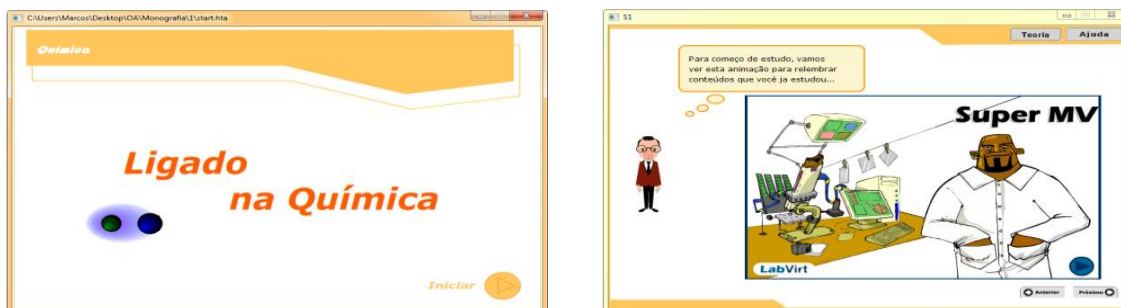 C:\Users\Marcos\Desktop\OA\Monografia\1\start.hta
Química
Ligado
na Química
Iniciar
S1
Teoria
Ajuda
Para começo de estudo, vamos
ver esta animação para relembrar
conteúdos que você ja estudou...
Super MV
LabVirt
Anterior
Próximo